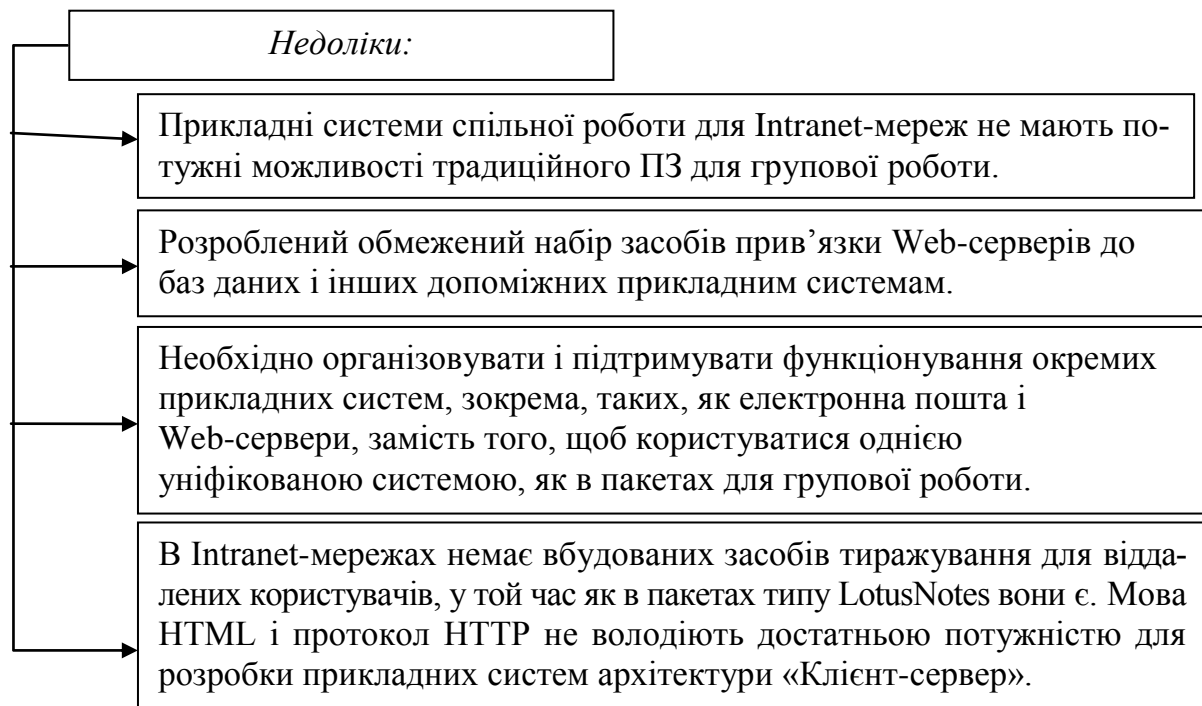 Недоліки:
Прикладні системи спільної роботи для Intranet-мереж не мають по-
тужні можливості традиційного ПЗ для групової роботи.
Розроблений обмежений набір засобів прив’язки Web-серверів до
баз даних і інших допоміжних прикладним системам.
Необхідно організовувати і підтримувати функціонування окремих
прикладних систем, зокрема, таких, як електронна пошта і
Web-сервери, замість того, щоб користуватися однією
уніфікованою системою, як в пакетах для групової роботи.
В Intranet-мережах немає вбудованих засобів тиражування для відда-
лених користувачів, у той час як в пакетах типу LotusNotes вони є. Мова
HTML і протокол HTTP не володіють достатньою потужністю для
розробки прикладних систем архітектури «Клієнт-сервер».